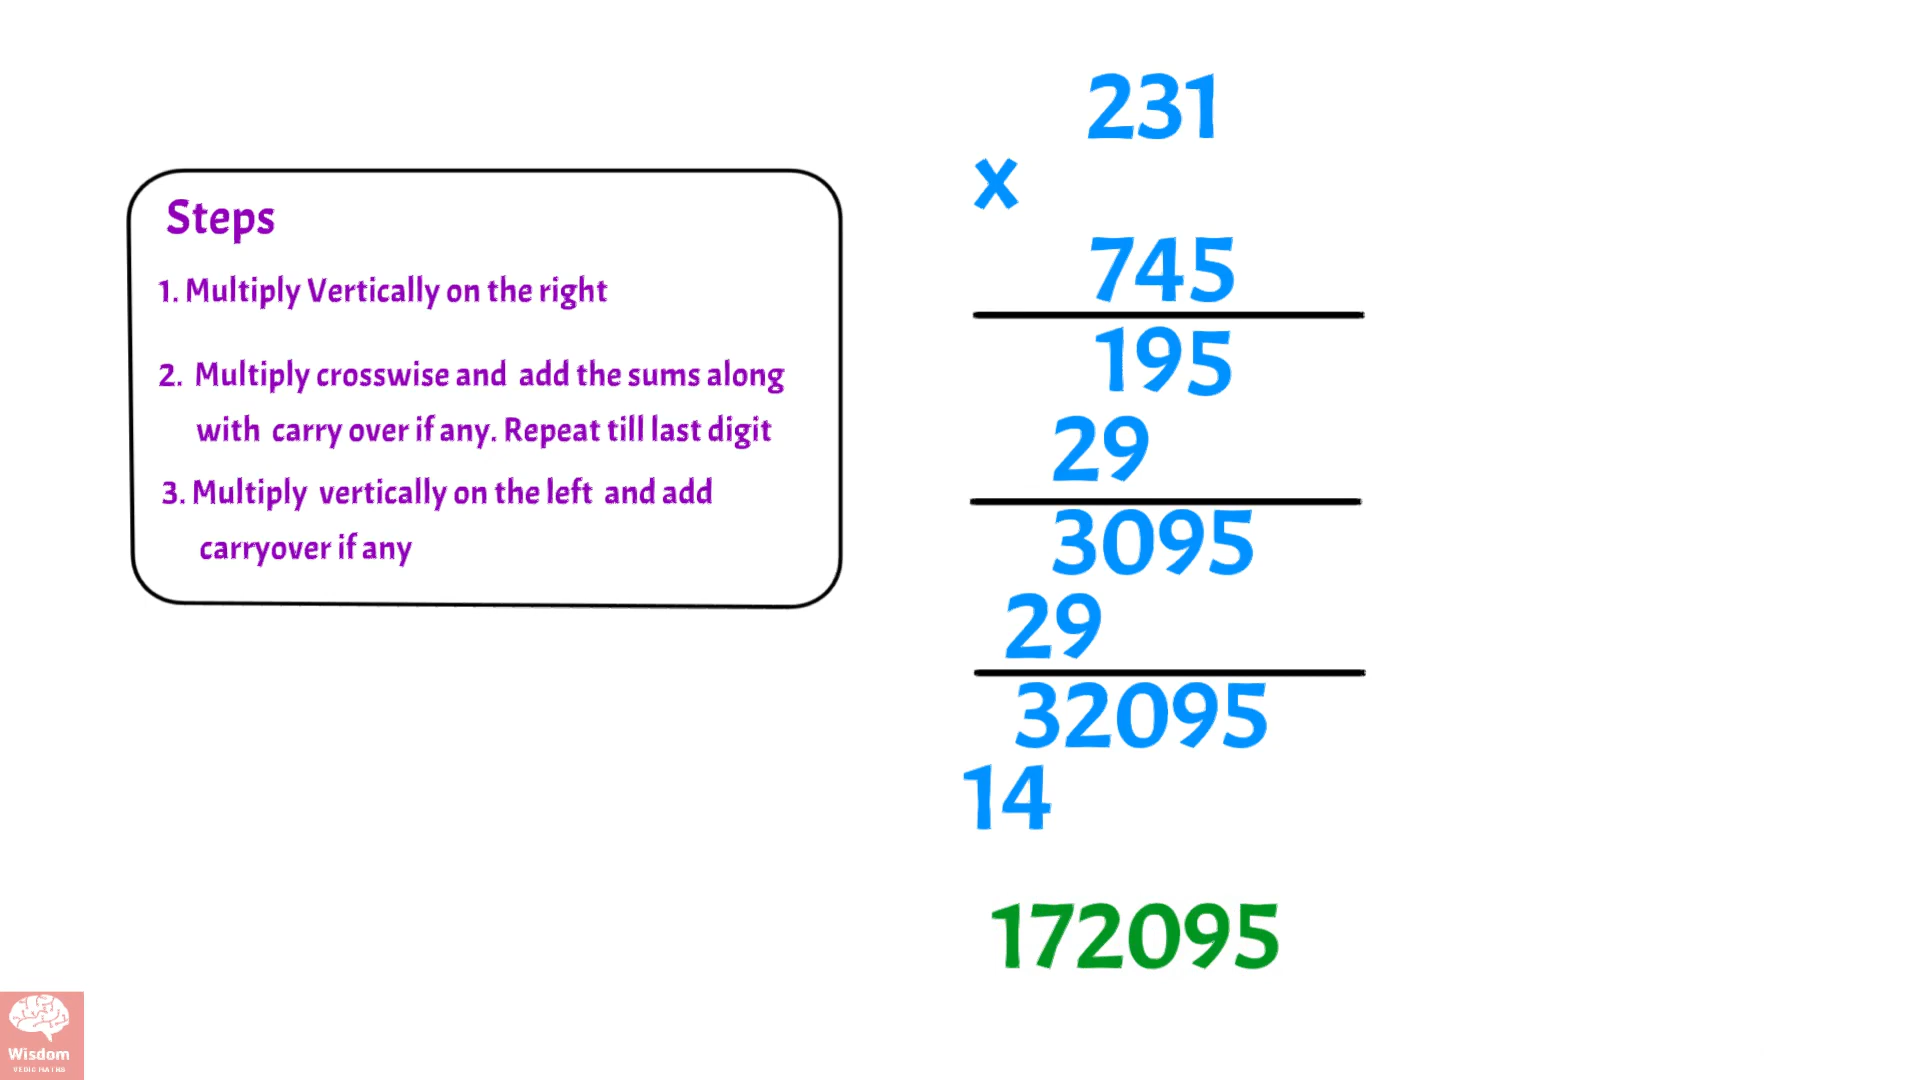 Steps
1. Multiply Vertically on the right
2. Multiply crosswise and add the sums along
with carry over if any. Repeat till last digit
3. Multiply vertically on the left and add
carryover if any
231
x
745
195
29
3095
29
32095
14
172095
Wisdom
VEDIC MATHS